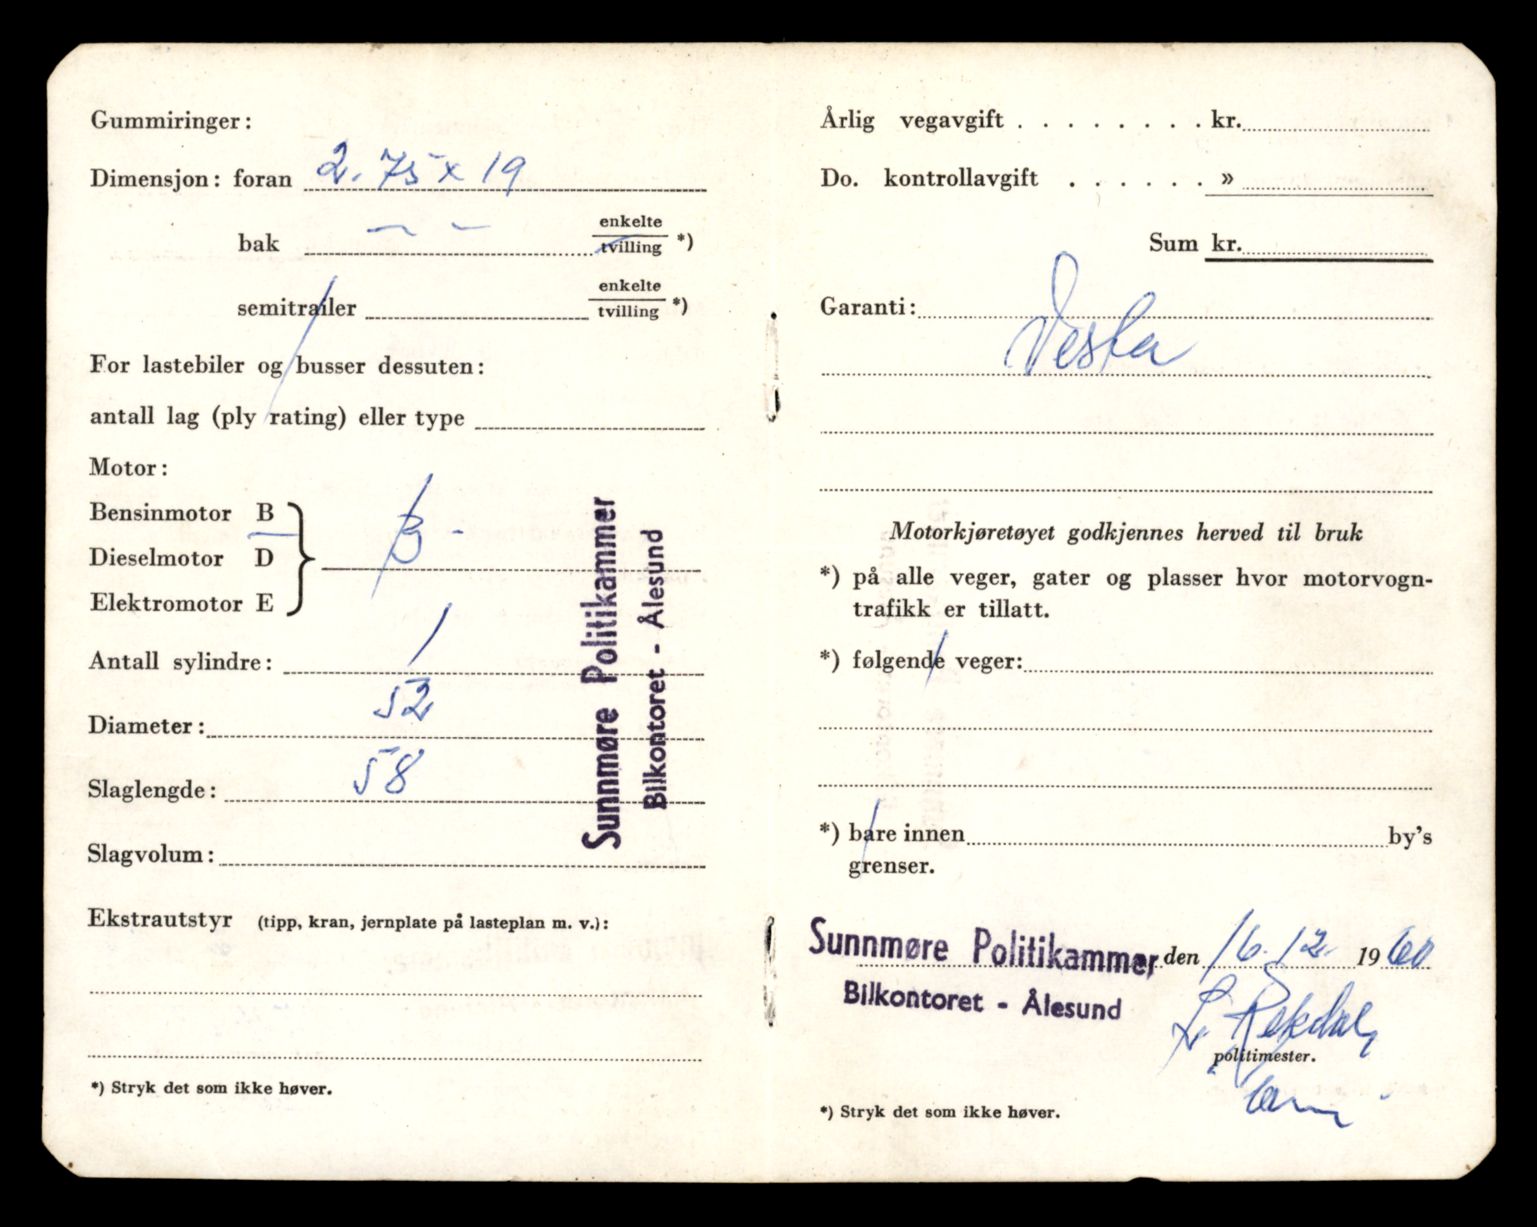 Gummiringer:
Dimensjon: foran 2.75 x 19
bak — — enkelte
tvilling *)
semitrailer enkelte
tvilling *)
For lastebiler og busser dessuten:
antall lag (ply rating) eller type
Motor:
Bensinmotor B
Dieselmotor D
Elektromotor E
B -
Antall sylindre: 1
Diameter: 52
Slaglengde: 58
Slagvolum:
Sunnmøre Politikammer
Bilkontoret - Ålesund
Ekstrautstyr (tipp, kran, jernplate på lasteplan m. v.):
*) Stryk det som ikke høver.
Årlig vegavgift . . . . . . . . kr.
Do. kontrollavgift . . . . . . »
Sum kr.
Garanti:
Vesta
Motorkjøretøyet godkjennes herved til bruk
*) på alle veger, gater og plasser hvor motorvogn-
trafikk er tillatt.
*) følgende veger:
*) bare innen by's
grenser.
Sunnmøre Politikammer den 16.12. 1960
Bilkontoret - Ålesund
L. Rekdal
politimester.
*) Stryk det som ikke høver.